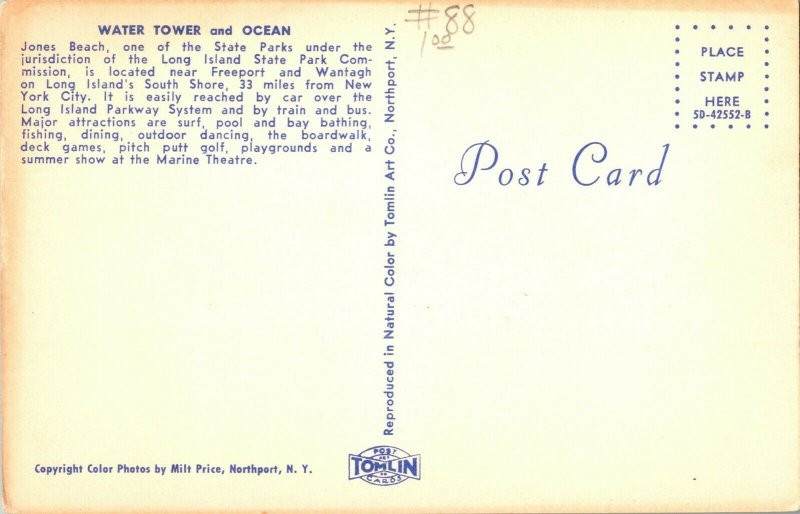 WATER TOWER and OCEAN
Jones Beach, one of the State Parks under the
jurisdiction of the Long Island State Park Com-
mission, is located near Freeport and Wantagh
on Long Island's South Shore, 33 miles from New
York City. It is easily reached by car over the
Long Island Parkway System and by train and bus.
Major attractions are surf, pool and bay bathing,
fishing, dining, outdoor dancing, the boardwalk,
deck games, pitch putt golf, playgrounds and a
summer show at the Marine Theatre.
Copyright Color Photos by Milt Price, Northport, N. Y.
Reproduced in Natural Color by Tomlin Art Co., Northport, N.Y.
POST
TOMLIN
CARDS
#88
1.00
Post Card
PLACE
STAMP
HERE
5D-42552-B